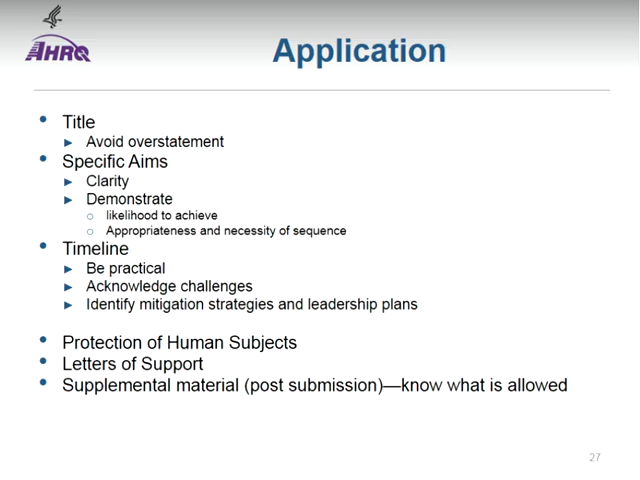 AHRQ
Application
• Title
► Avoid overstatement
• Specific Aims
► Clarity
► Demonstrate
○ likelihood to achieve
○ Appropriateness and necessity of sequence
• Timeline
► Be practical
► Acknowledge challenges
► Identify mitigation strategies and leadership plans
• Protection of Human Subjects
• Letters of Support
• Supplemental material (post submission)—know what is allowed
27